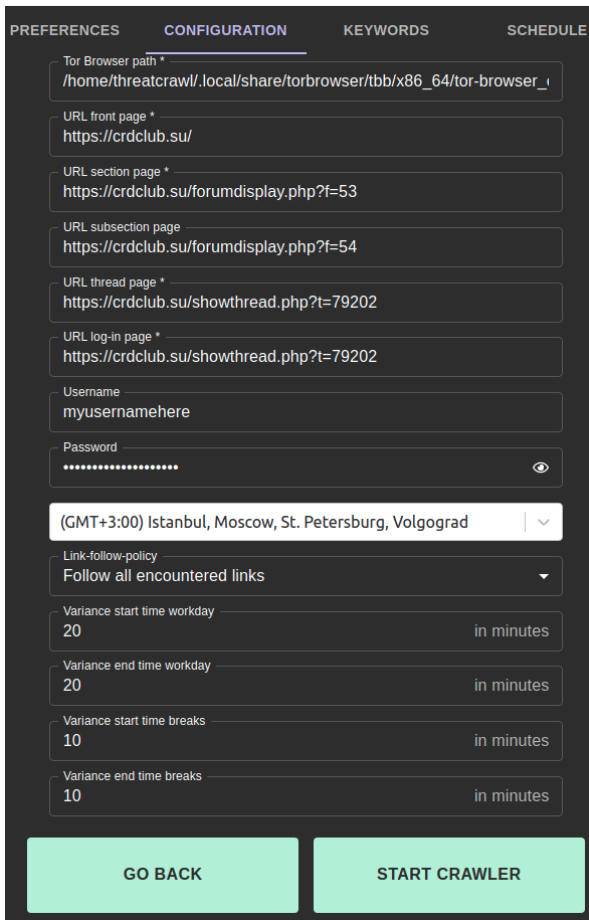 PREFERENCES CONFIGURATION KEYWORDS SCHEDULE
Tor Browser path *
/home/threatcrawl/.local/share/torbrowser/tbb/x86_64/tor-browser_
URL front page *
https://crdclub.su/
URL section page *
https://crdclub.su/forumdisplay.php?f=53
URL subsection page
https://crdclub.su/forumdisplay.php?f=54
URL thread page *
https://crdclub.su/showthread.php?t=79202
URL log-in page *
https://crdclub.su/showthread.php?t=79202
Username
myusernamehere
Password
••••••••••••••••••••
(GMT+3:00) Istanbul, Moscow, St. Petersburg, Volgograd
Link-follow-policy
Follow all encountered links
Variance start time workday
20 in minutes
Variance end time workday
20 in minutes
Variance start time breaks
10 in minutes
Variance end time breaks
10 in minutes
GO BACK START CRAWLER